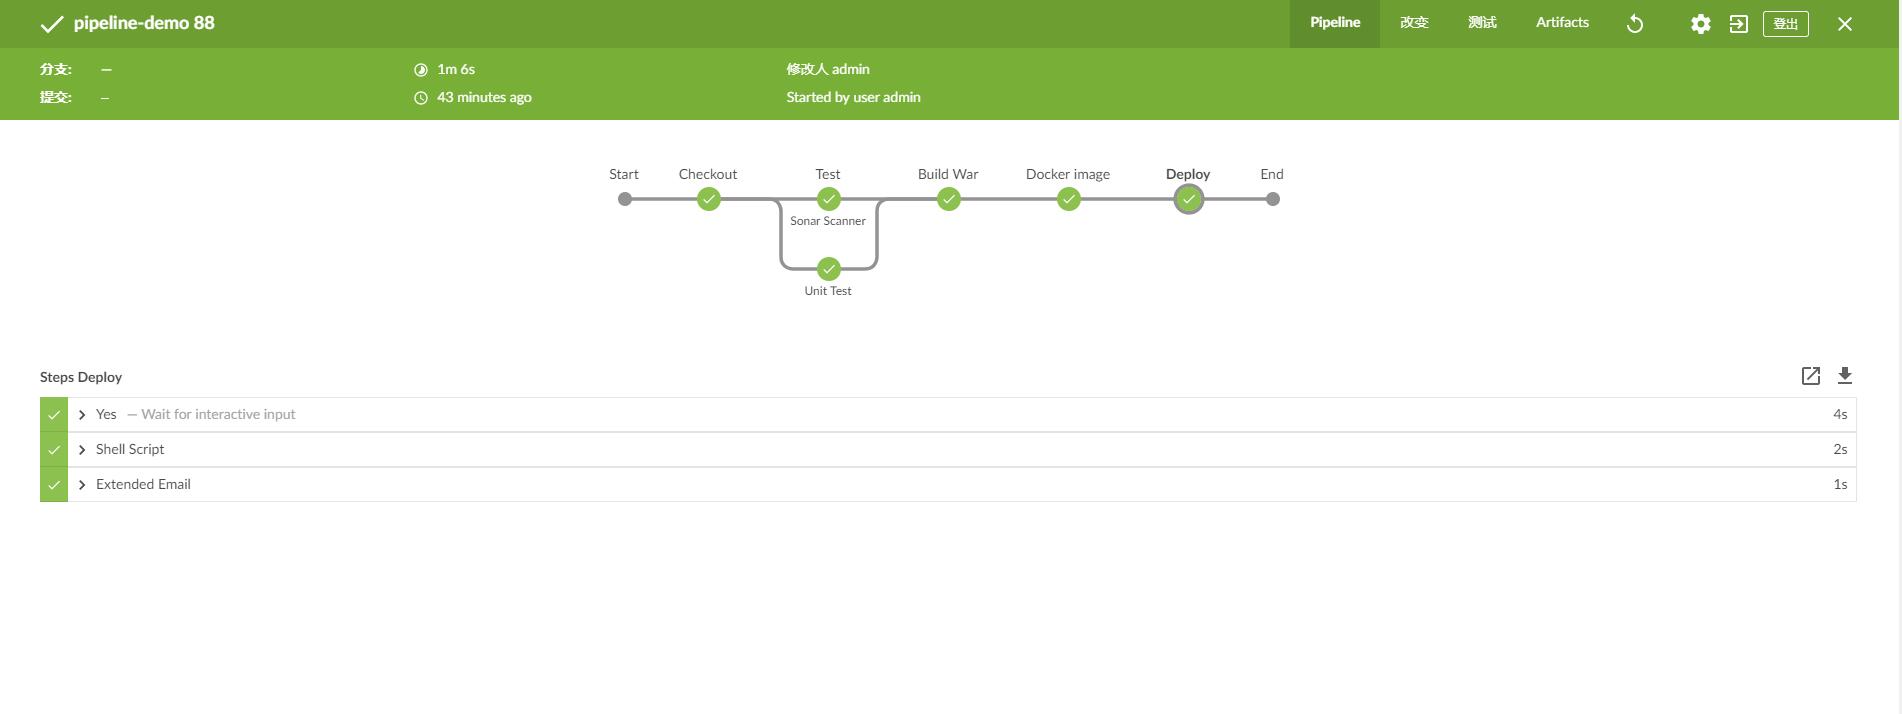 pipeline-demo 88
Pipeline 改变 测试 Artifacts 登出
分支: — 1m 6s 修改人 admin
提交: – 43 minutes ago Started by user admin
Start Checkout Test Build War Docker image Deploy End
Sonar Scanner
Unit Test
Steps Deploy
Yes — Wait for interactive input 4s
Shell Script 2s
Extended Email 1s